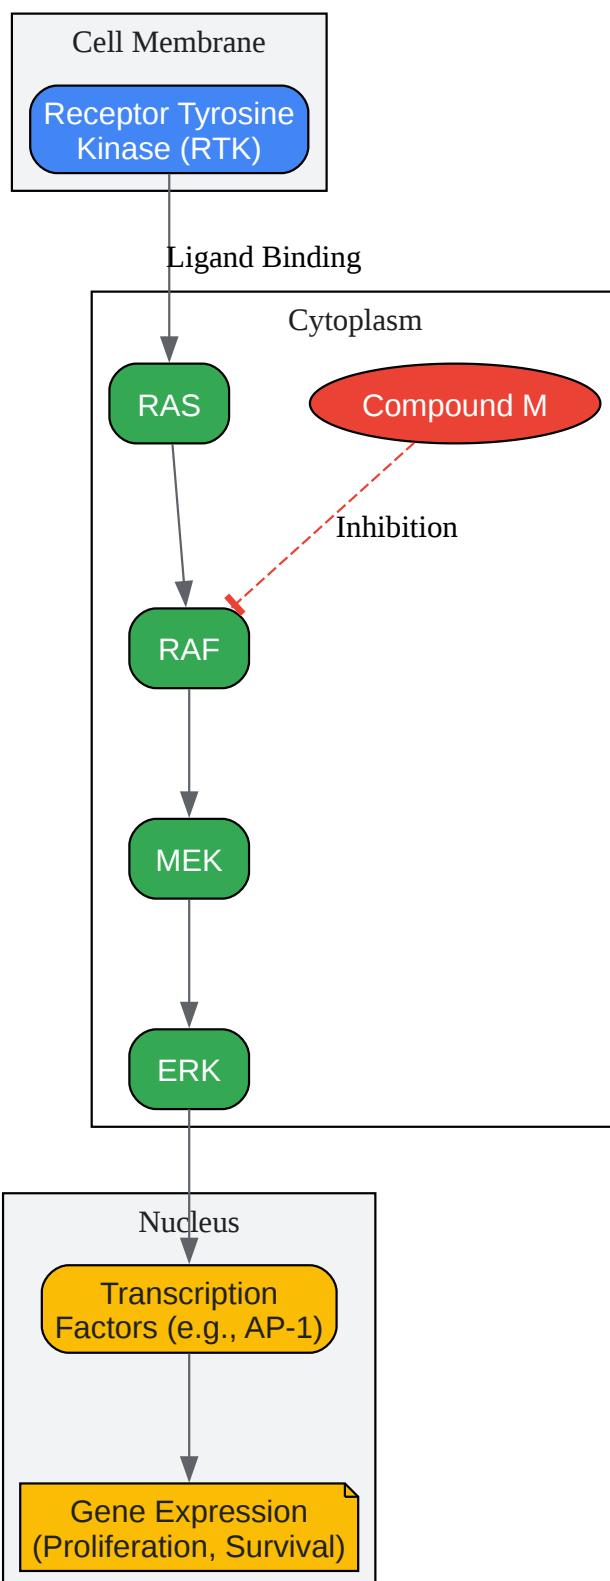 Cell Membrane
Receptor Tyrosine
Kinase (RTK)
Ligand Binding
Cytoplasm
RAS
Compound M
Inhibition
RAF
MEK
ERK
Nucleus
Transcription
Factors (e.g., AP-1)
Gene Expression
(Proliferation, Survival)